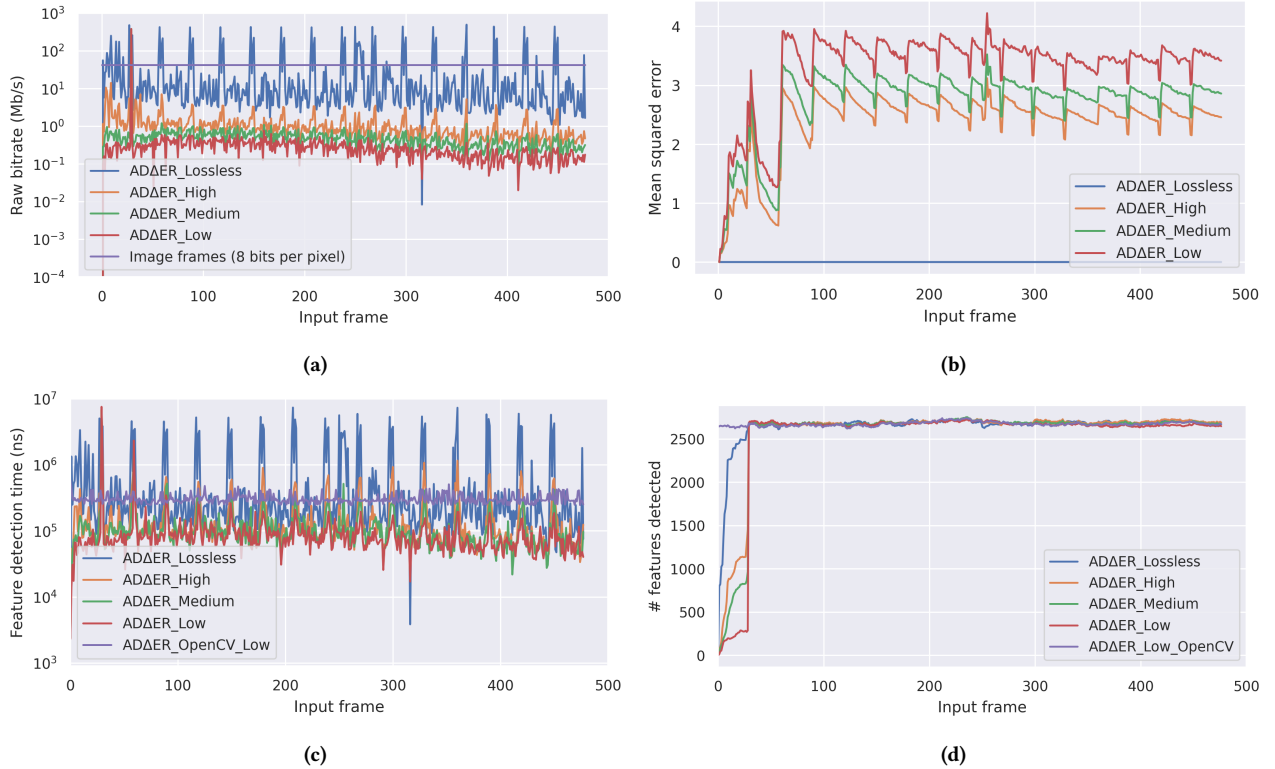 10³
10²
10¹
10⁰
10⁻¹
10⁻²
10⁻³
10⁻⁴
Raw bitrate (Mb/s)
ADΔER_Lossless
ADΔER_High
ADΔER_Medium
ADΔER_Low
Image frames (8 bits per pixel)
0 100 200 300 400 500
Input frame
(a)
4
3
2
1
0
Mean squared error
ADΔER_Lossless
ADΔER_High
ADΔER_Medium
ADΔER_Low
0 100 200 300 400 500
Input frame
(b)
10⁷
10⁶
10⁵
10⁴
10³
Feature detection time (ns)
ADΔER_Lossless
ADΔER_High
ADΔER_Medium
ADΔER_Low
ADΔER_OpenCV_Low
0 100 200 300 400 500
Input frame
(c)
2500
2000
1500
1000
500
0
# features detected
ADΔER_Lossless
ADΔER_High
ADΔER_Medium
ADΔER_Low
ADΔER_Low_OpenCV
0 100 200 300 400 500
Input frame
(d)